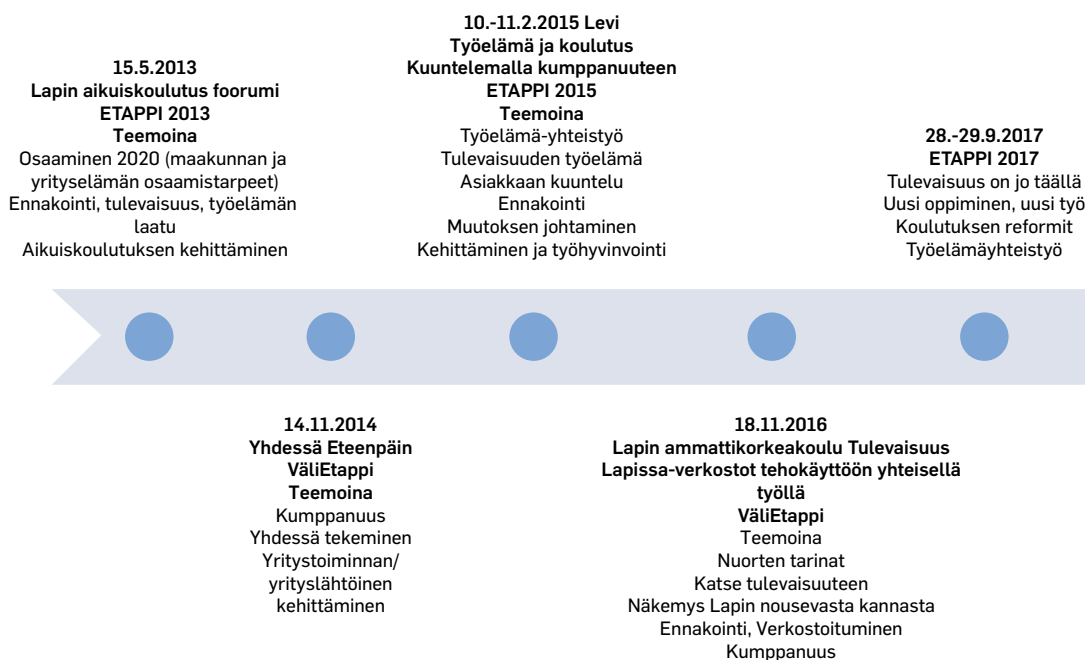 15.5.2013
Lapin aikuiskoulutus foorumi
ETAPPI 2013
Teemoina
Osaaminen 2020 (maakunnan ja
yrityselämän osaamistarpeet)
Ennakointi, tulevaisuus, työelämän
laatu
Aikuiskoulutuksen kehittäminen
10.-11.2.2015 Levi
Työelämä ja koulutus
Kuuntelemalla kumppanuuteen
ETAPPI 2015
Teemoina
Työelämä-yhteistyö
Tulevaisuuden työelämä
Asiakkaan kuuntelu
Ennakointi
Muutoksen johtaminen
Kehittäminen ja työhyvinvointi
28.-29.9.2017
ETAPPI 2017
Tulevaisuus on jo täällä
Uusi oppiminen, uusi työ
Koulutuksen reformit
Työelämäyhteistyö
14.11.2014
Yhdessä Eteenpäin
VäliEtappi
Teemoina
Kumppanuus
Yhdessä tekeminen
Yritystoiminnan/
yrityslähtöinen
kehittäminen
18.11.2016
Lapin ammattikorkeakoulu Tulevaisuus
Lapissa-verkostot tehokäyttöön yhteisellä
työllä
VäliEtappi
Teemoina
Nuorten tarinat
Katse tulevaisuuteen
Näkemys Lapin nousevasta kannasta
Ennakointi, Verkostoituminen
Kumppanuus